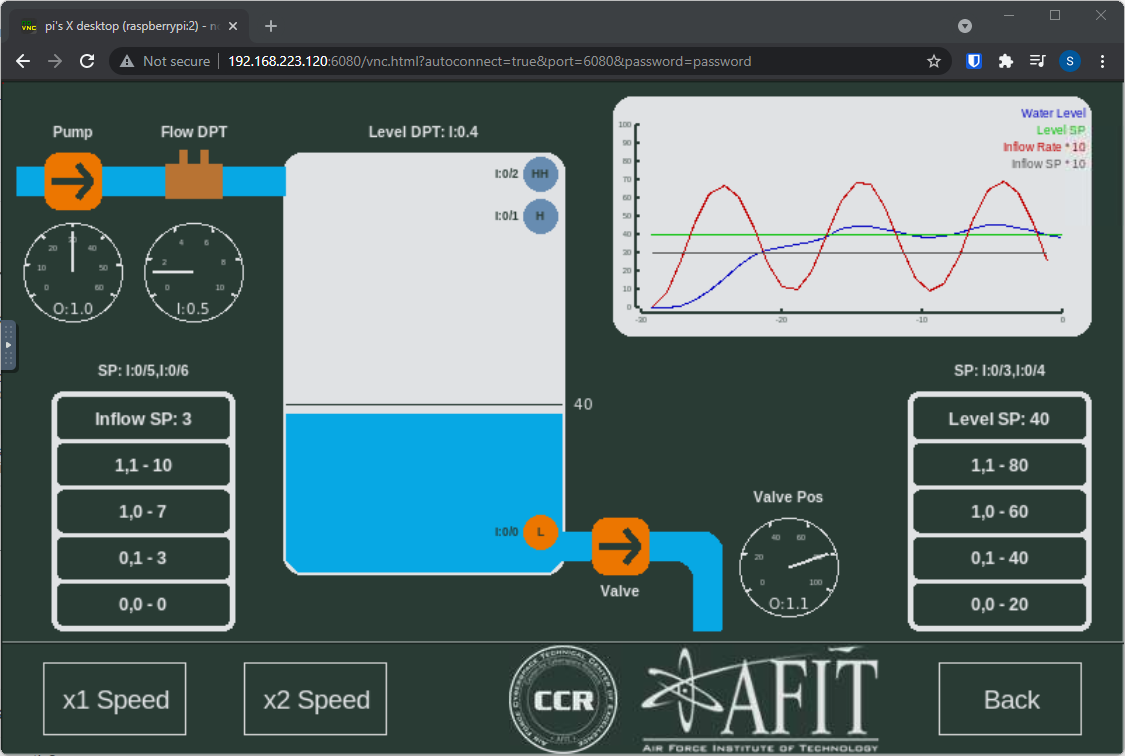 pi's X desktop (raspberrypi:2) - n
Not secure
192.168.223.120:6080/vnc.html?autoconnect=true&port=6080&password=password
S
Pump
Flow DPT
Level DPT: I:0.4
I:0/2 HH
I:0/1 H
0 10 20 30 40 50 60
O:1.0
0 2 4 6 8 10
I:0.5
Water Level
Level SP
Inflow Rate * 10
Inflow SP * 10
100
90
80
70
60
50
40
30
20
10
0
-30 -20 -10 0
SP: I:0/5,I:0/6
Inflow SP: 3
1,1 - 10
1,0 - 7
0,1 - 3
0,0 - 0
40
I:0/0 L
Valve
Valve Pos
0 20 40 60 100
O:1.1
SP: I:0/3,I:0/4
Level SP: 40
1,1 - 80
1,0 - 60
0,1 - 40
0,0 - 20
x1 Speed
x2 Speed
CCR
AFIT
AIR FORCE INSTITUTE OF TECHNOLOGY
Back